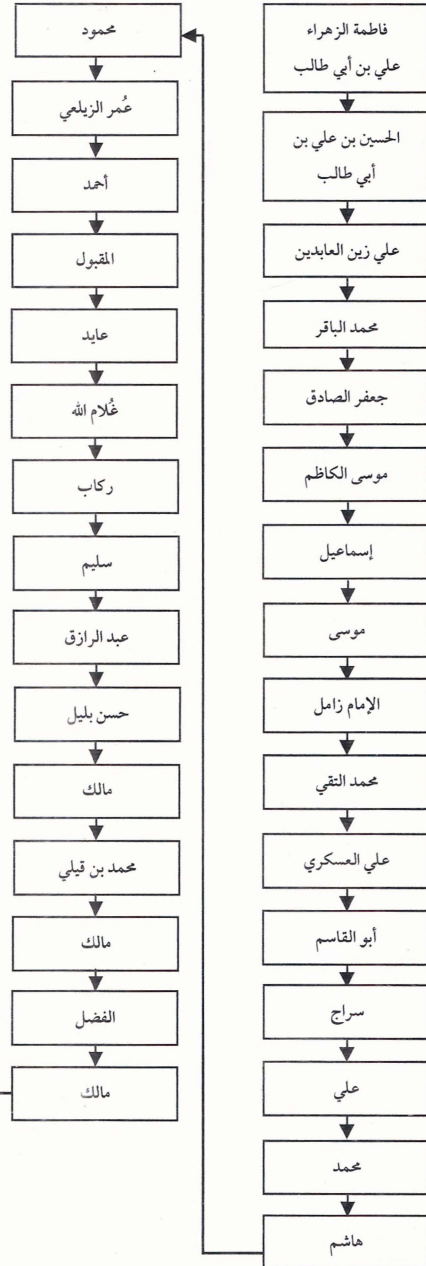 فاطمة الزهراء
علي بن أبي طالب
الحسين بن علي بن
أبي طالب
علي زين العابدين
محمد الباقر
جعفر الصادق
موسى الكاظم
إسماعيل
موسى
الإمام زامل
محمد التقي
علي العسكري
أبو القاسم
سراج
علي
محمد
هاشم
محمود
عُمر الزيلعي
أحمد
المقبول
عايد
غُلام الله
ركاب
سليم
عبد الرازق
حسن بليل
مالك
محمد بن قيلي
مالك
الفضل
مالك